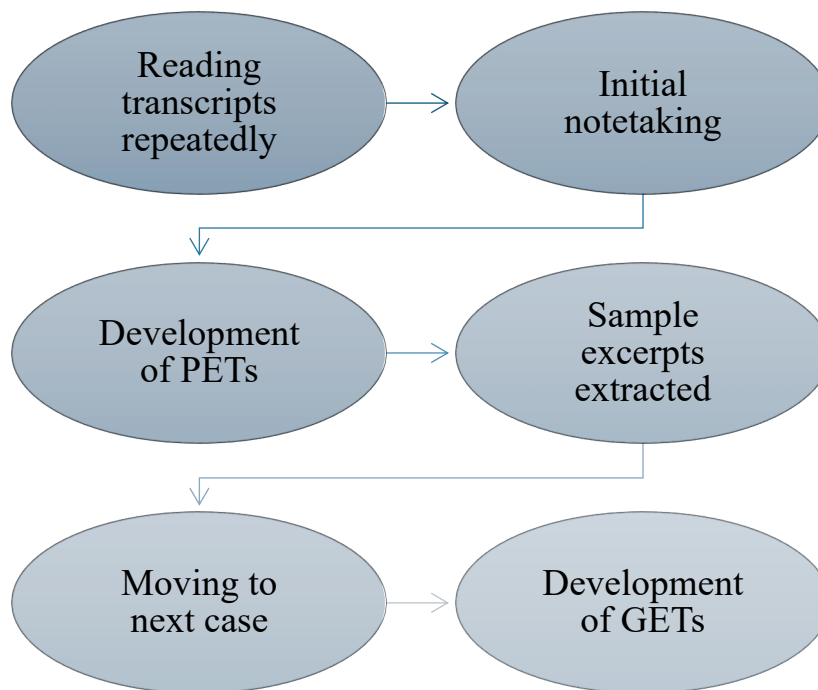 Reading
transcripts
repeatedly
Initial
notetaking
Development
of PETs
Sample
excerpts
extracted
Moving to
next case
Development
of GETs